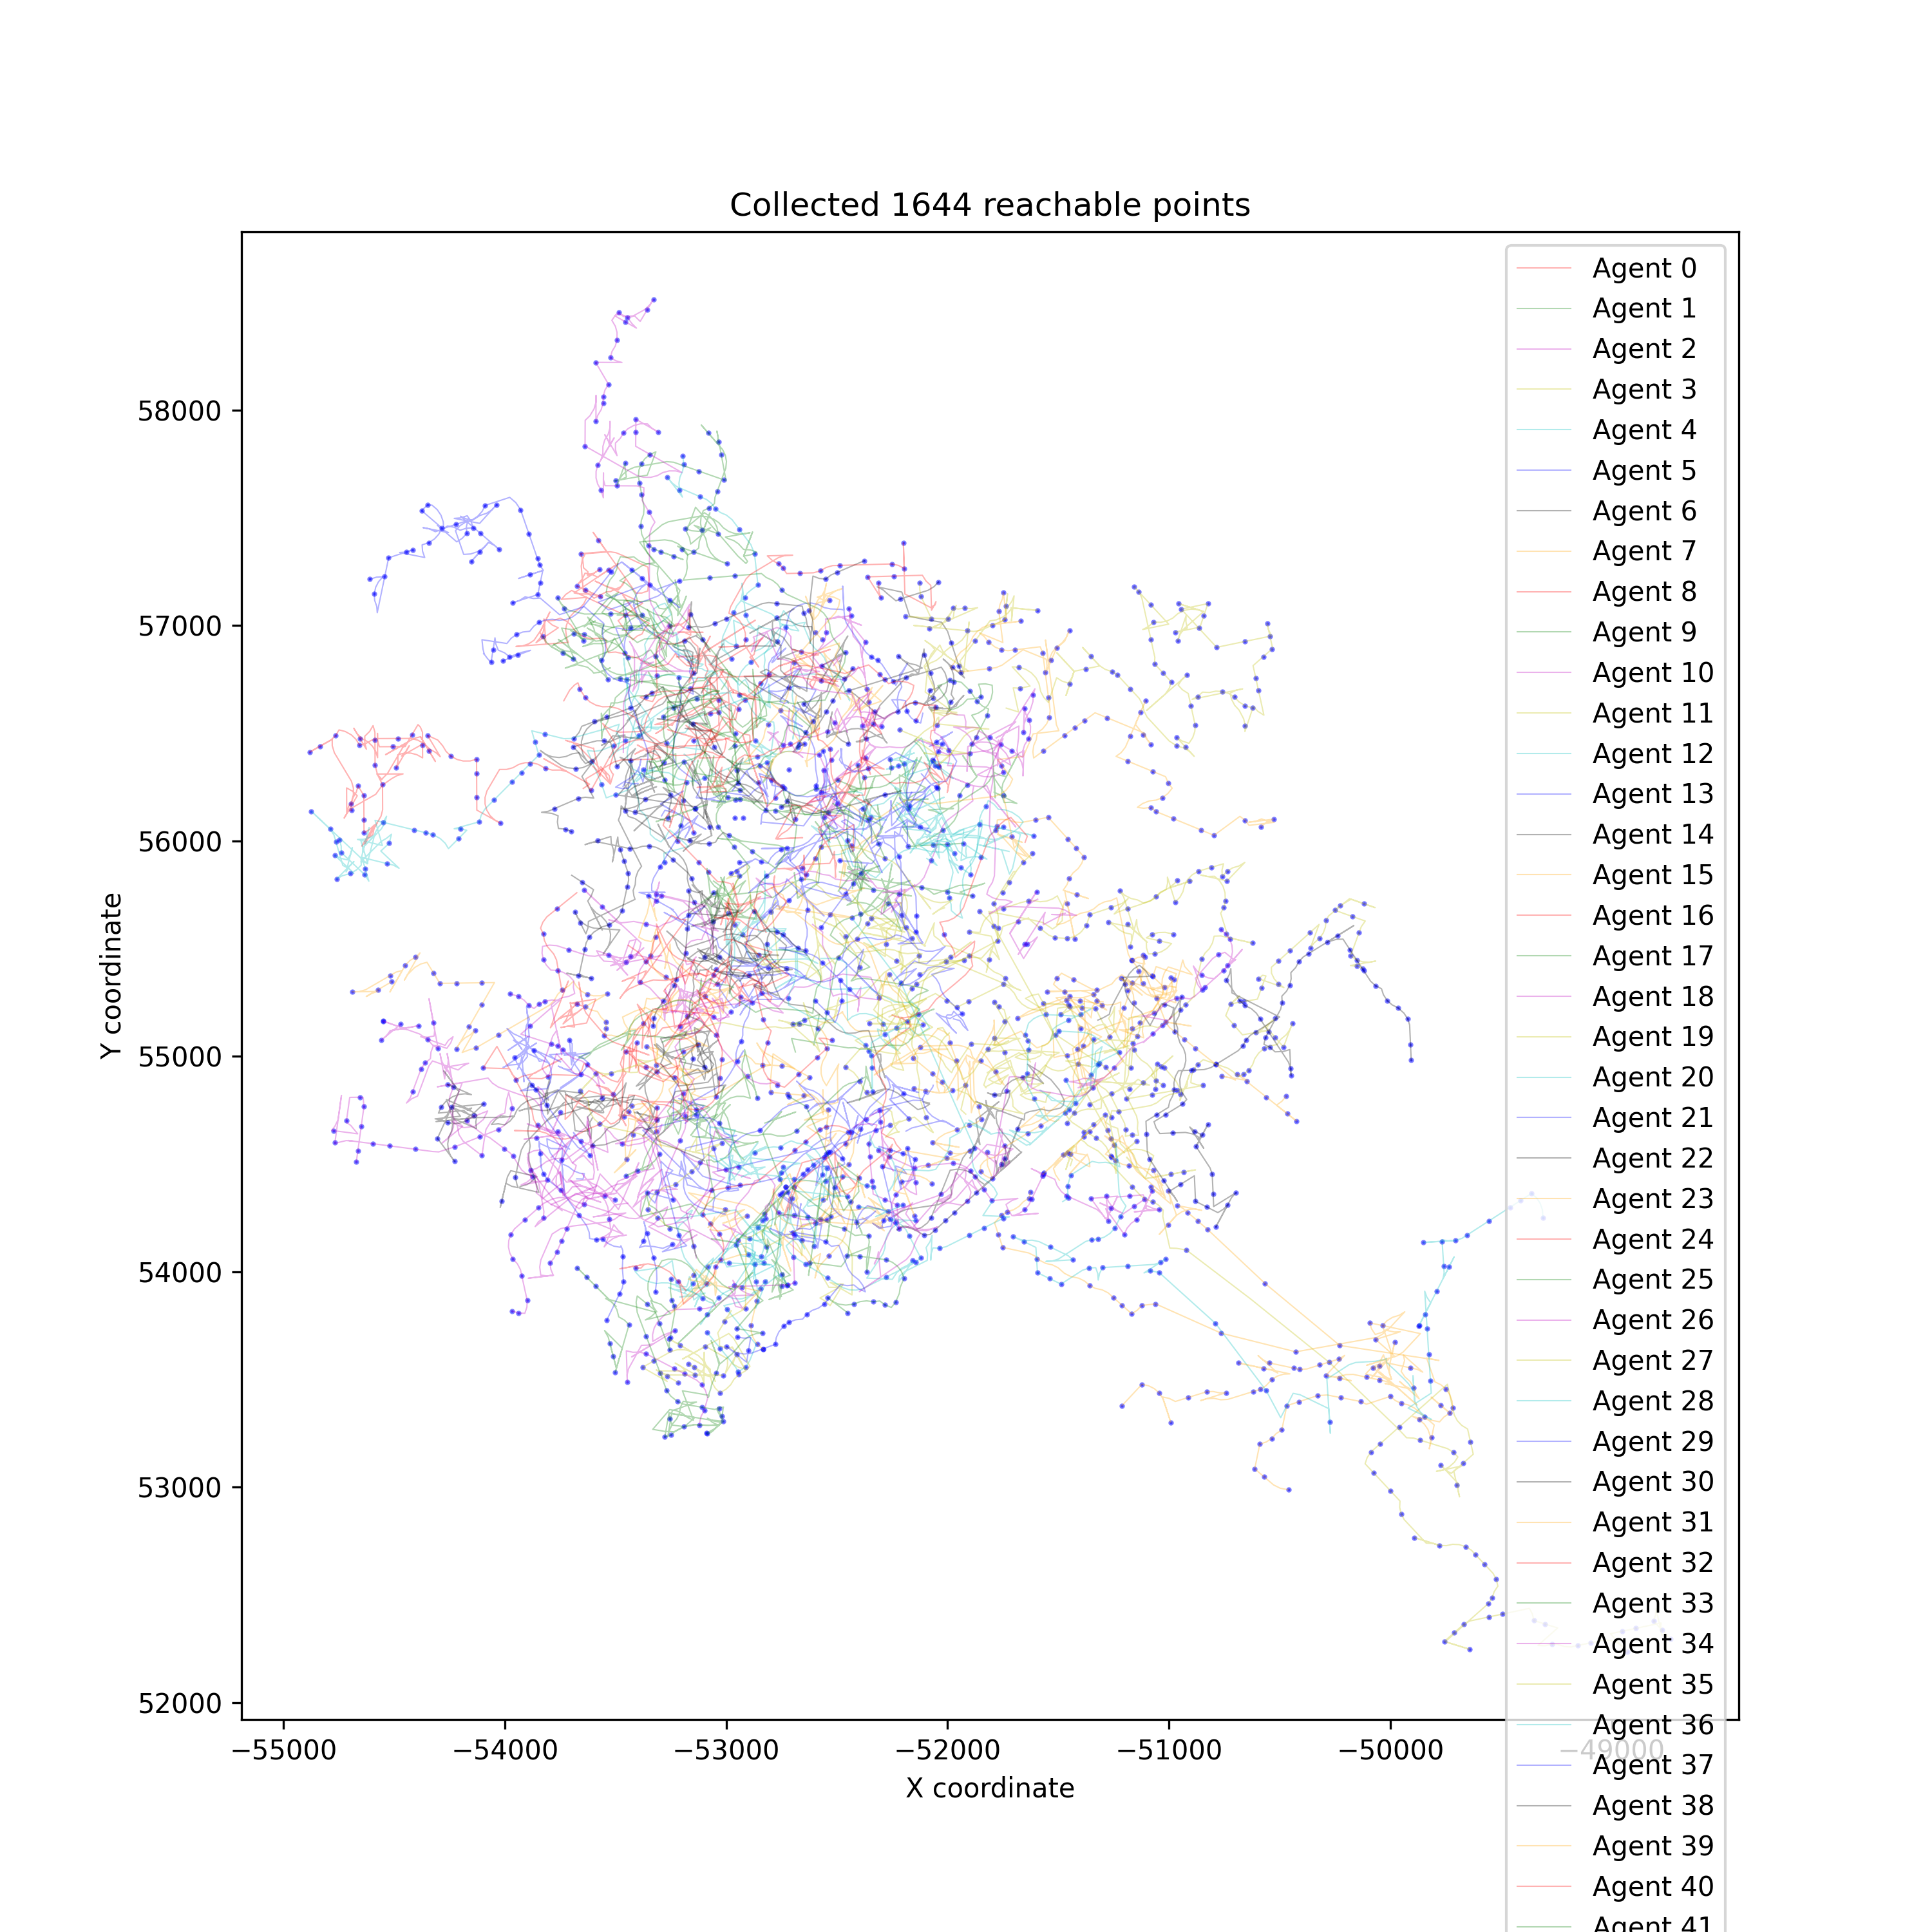 Collected 1644 reachable points
58000
57000
56000
55000
54000
53000
52000
Y coordinate
−55000
−54000
−53000
−52000
−51000
−50000
−49000
X coordinate
Agent 0
Agent 1
Agent 2
Agent 3
Agent 4
Agent 5
Agent 6
Agent 7
Agent 8
Agent 9
Agent 10
Agent 11
Agent 12
Agent 13
Agent 14
Agent 15
Agent 16
Agent 17
Agent 18
Agent 19
Agent 20
Agent 21
Agent 22
Agent 23
Agent 24
Agent 25
Agent 26
Agent 27
Agent 28
Agent 29
Agent 30
Agent 31
Agent 32
Agent 33
Agent 34
Agent 35
Agent 36
Agent 37
Agent 38
Agent 39
Agent 40
Agent 41